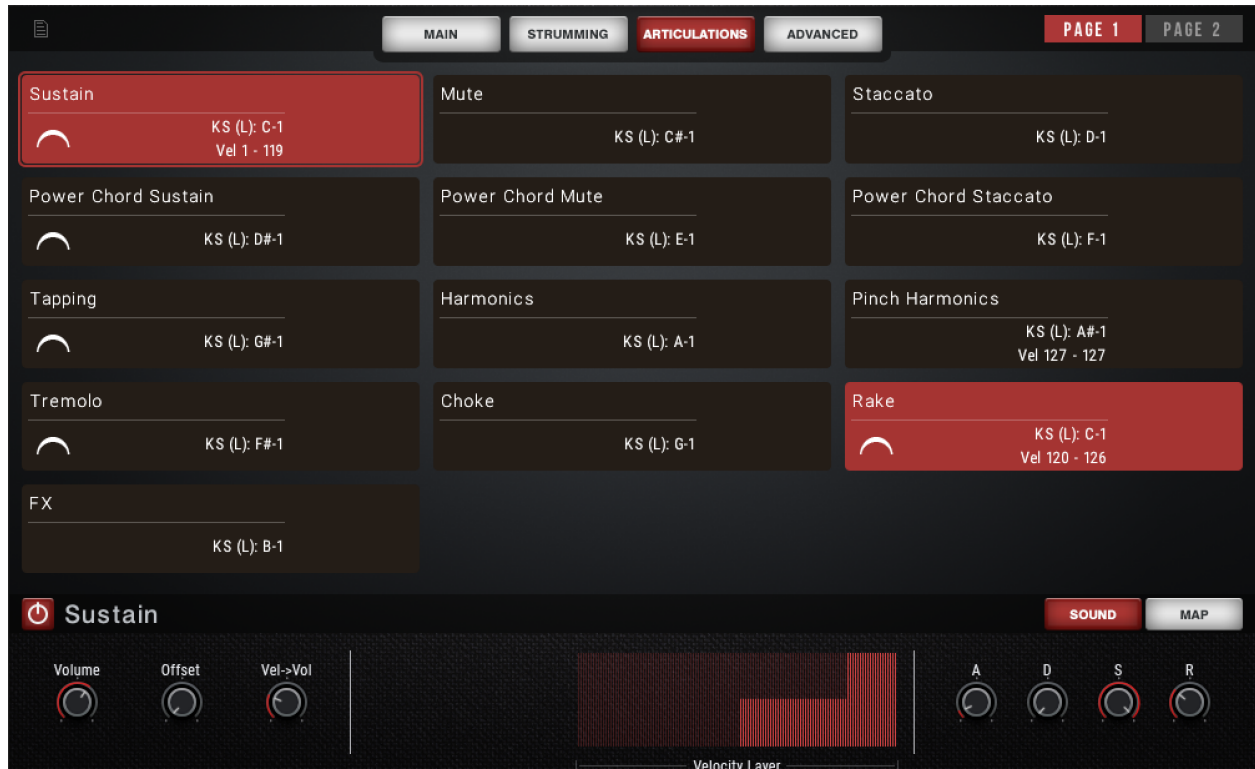 MAIN STRUMMING ARTICULATIONS ADVANCED PAGE 1 PAGE 2
Sustain
KS (L): C-1
Vel 1 - 119
Mute
KS (L): C#-1
Staccato
KS (L): D-1
Power Chord Sustain
KS (L): D#-1
Power Chord Mute
KS (L): E-1
Power Chord Staccato
KS (L): F-1
Tapping
KS (L): G#-1
Harmonics
KS (L): A-1
Pinch Harmonics
KS (L): A#-1
Vel 127 - 127
Tremolo
KS (L): F#-1
Choke
KS (L): G-1
Rake
KS (L): C-1
Vel 120 - 126
FX
KS (L): B-1
Sustain SOUND MAP
Volume Offset Vel->Vol A D S R
Velocity Layer